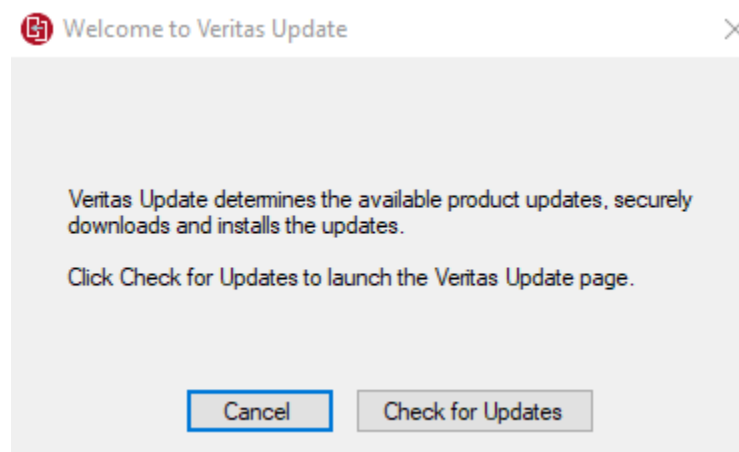 Welcome to Veritas Update
Veritas Update determines the available product updates, securely
downloads and installs the updates.
Click Check for Updates to launch the Veritas Update page.
Cancel
Check for Updates